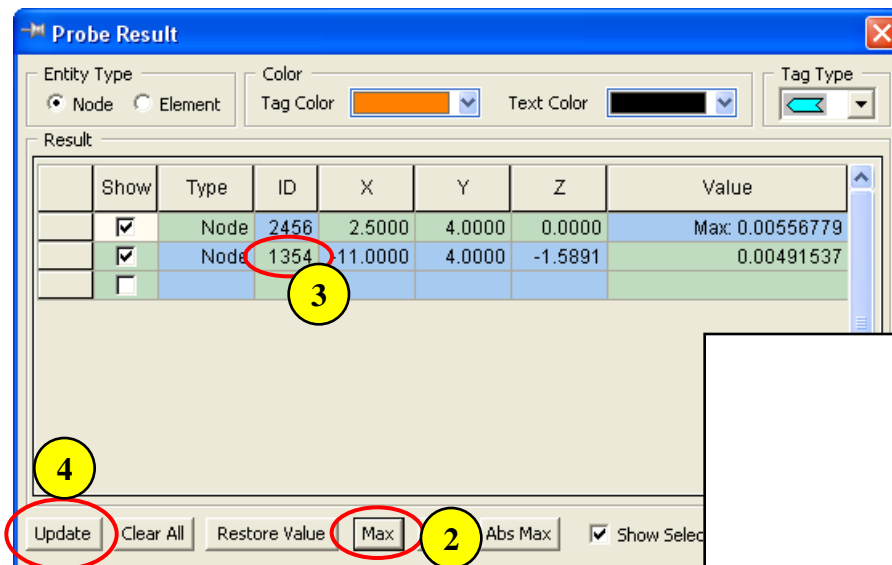 Probe Result
Entity Type
Node Element
Color
Tag Color Text Color
Tag Type
Result
Show Type ID X Y Z Value
Node 2456 2.5000 4.0000 0.0000 Max: 0.00556779
Node 1354 -11.0000 4.0000 -1.5891 0.00491537
3
4
Update Clear All Restore Value Max 2 Abs Max Show Selec